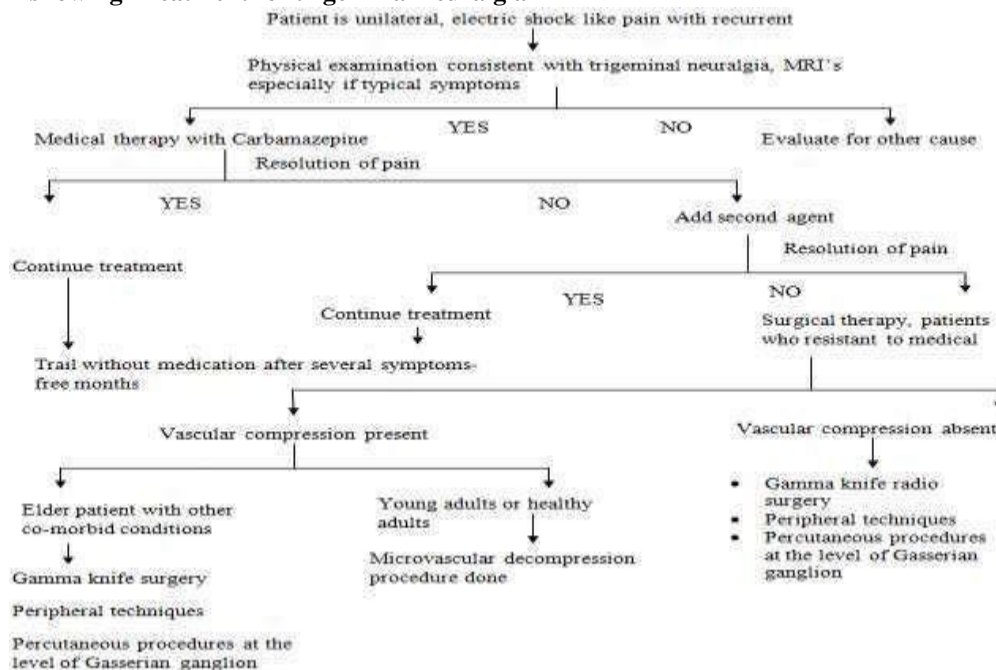 Patient is unilateral, electric shock like pain with recurrent
Physical examination consistent with trigeminal neuralgia, MRI's
especially if typical symptoms
YES
NO
Medical therapy with Carbamazepine
Evaluate for other cause
Resolution of pain
YES
NO
Add second agent
Resolution of pain
Continue treatment
YES
NO
Continue treatment
Surgical therapy, patients
who resistant to medical
Trail without medication after several symptoms-
free months
Vascular compression present
Vascular compression absent
Elder patient with other
co-morbid conditions
Young adults or healthy
adults
• Gamma knife radio
surgery
• Peripheral techniques
• Percutaneous procedures
at the level of Gasserian
ganglion
Microvascular decompression
procedure done
Gamma knife surgery
Peripheral techniques
Percutaneous procedures at the
level of Gasserian ganglion